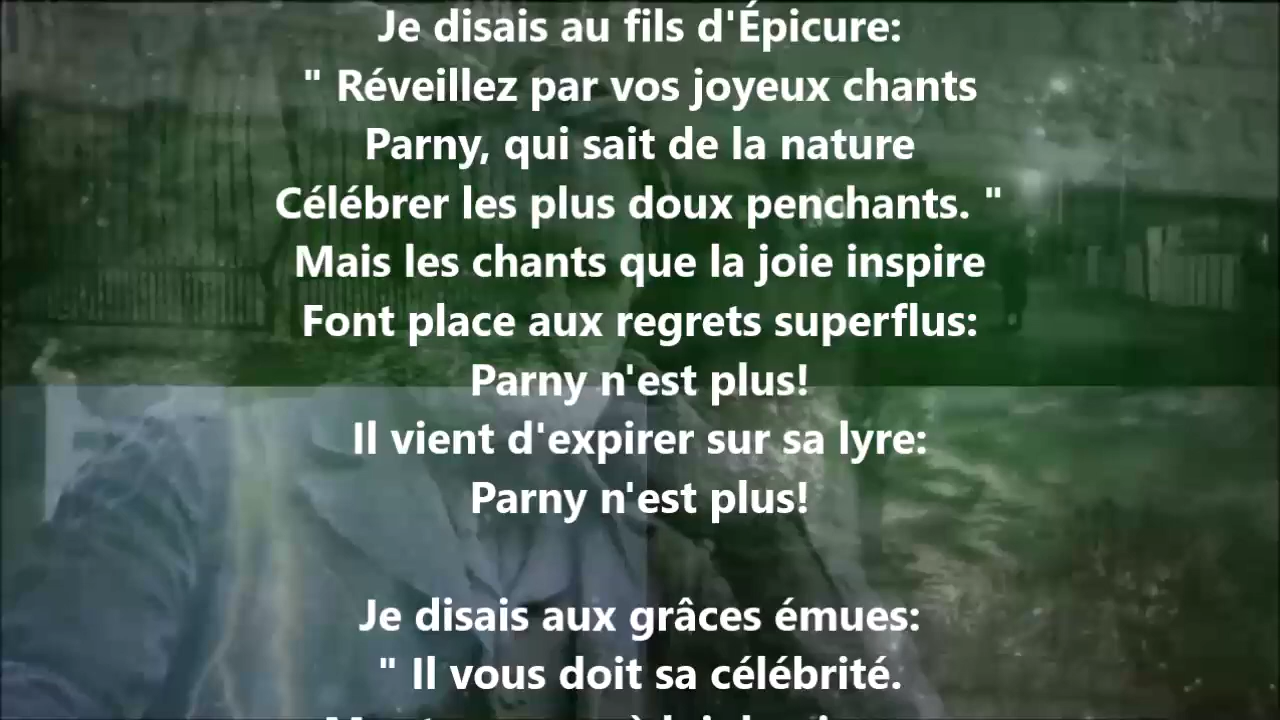 Je disais au fils d'Épicure:
" Réveillez par vos joyeux chants
Parny, qui sait de la nature
Célébrer les plus doux penchants. "
Mais les chants que la joie inspire
Font place aux regrets superflus:
Parny n'est plus!
Il vient d'expirer sur sa lyre:
Parny n'est plus!
Je disais aux grâces émues:
" Il vous doit sa célébrité.